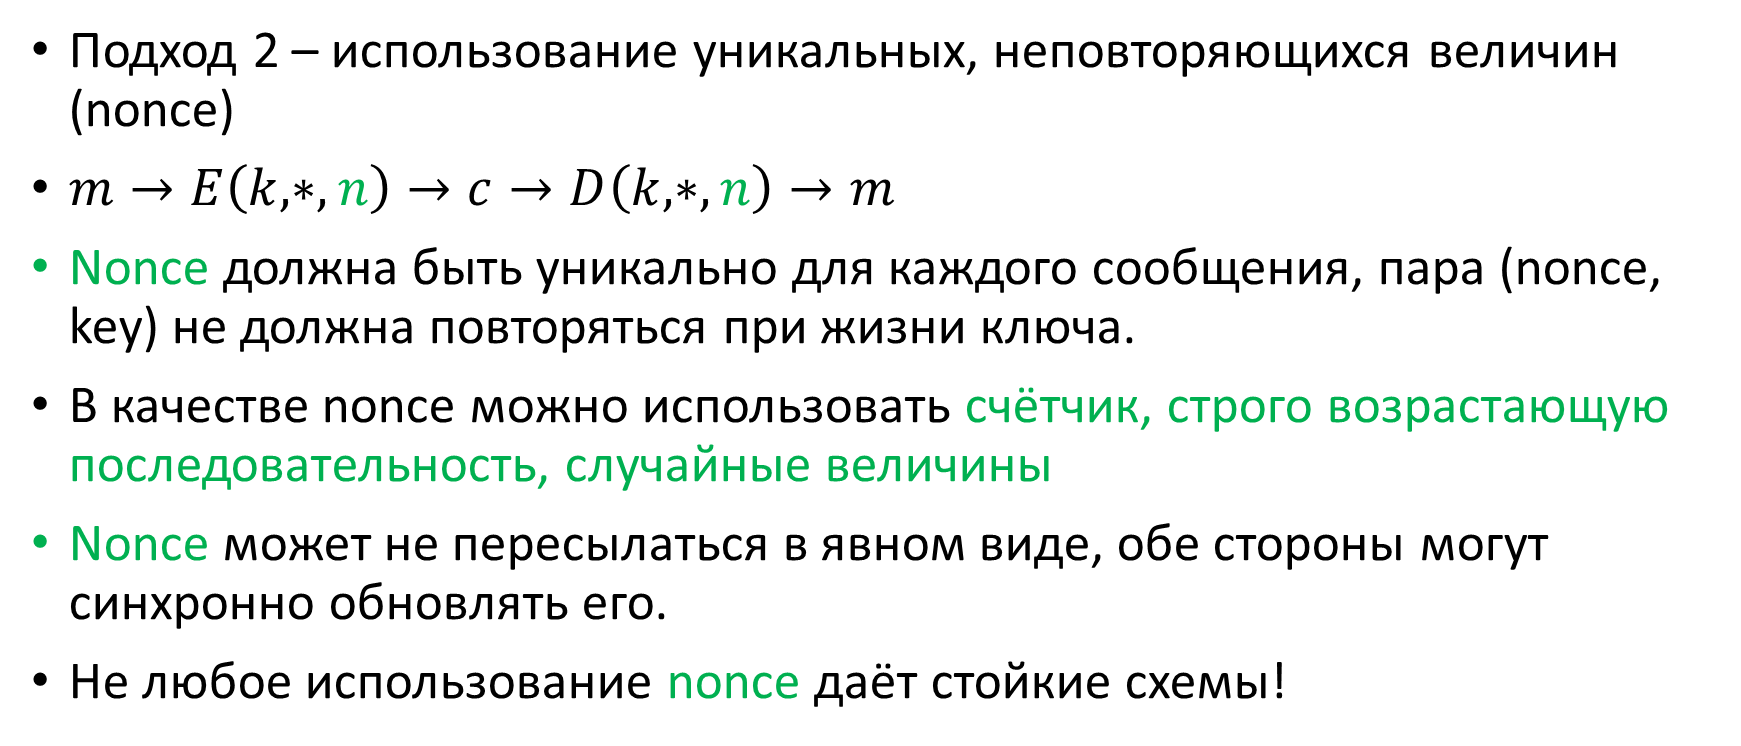 • Подход 2 – использование уникальных, неповторяющихся величин
(nonce)
• m → E(k,∗, n) → c → D(k,∗, n) → m
• Nonce должна быть уникально для каждого сообщения, пара (nonce,
key) не должна повторяться при жизни ключа.
• В качестве nonce можно использовать счётчик, строго возрастающую
последовательность, случайные величины
• Nonce может не пересылаться в явном виде, обе стороны могут
синхронно обновлять его.
• Не любое использование nonce даёт стойкие схемы!